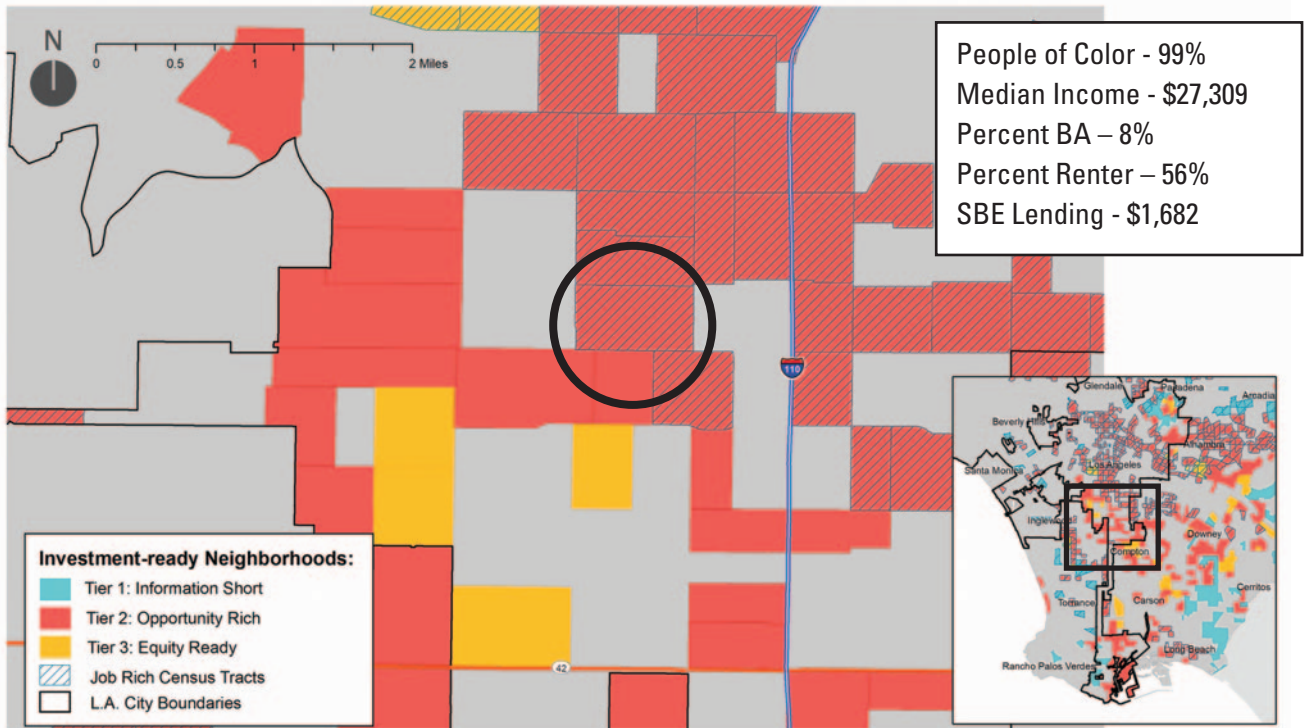 N
0 0.5 1 2 Miles
People of Color - 99%
Median Income - $27,309
Percent BA – 8%
Percent Renter – 56%
SBE Lending - $1,682
110
42
Investment-ready Neighborhoods:
Tier 1: Information Short
Tier 2: Opportunity Rich
Tier 3: Equity Ready
Job Rich Census Tracts
L.A. City Boundaries
Glendale
Pasadena
Arcadia
Beverly Hills
Alhambra
Los Angeles
Santa Monica
Inglewood
Downey
Compton
Cerritos
Torrance
Carson
Long Beach
Rancho Palos Verdes